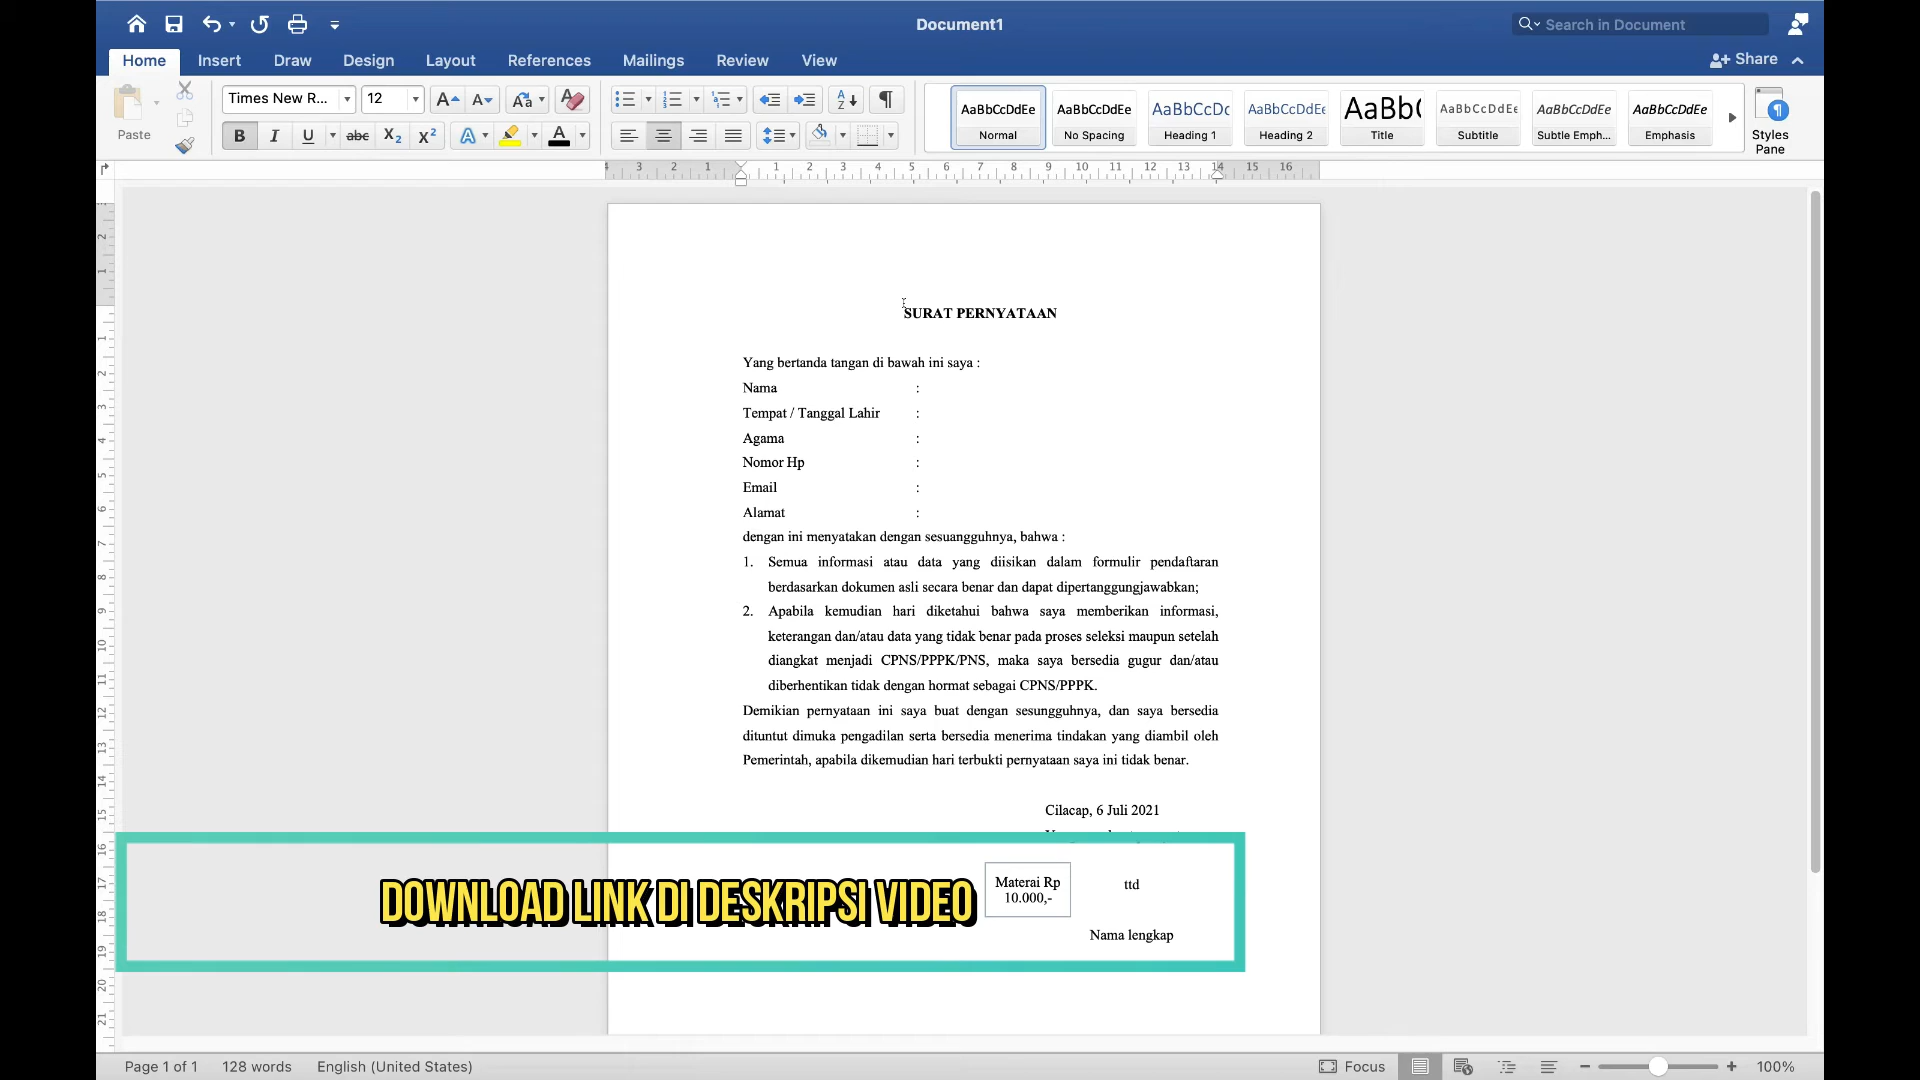 Document1
Search in Document
Home Insert Draw Design Layout References Mailings Review View
Share
Paste
Times New R... 12
AaBbCcDdEe AaBbCcDdEe AaBbCcDc AaBbCcDdEe AaBb( AaBbCcDdEe AaBbCcDdEe AaBbCcDdEe
Normal No Spacing Heading 1 Heading 2 Title Subtitle Subtle Emph... Emphasis
Styles
Pane
SURAT PERNYATAAN
Yang bertanda tangan di bawah ini saya :
Nama :
Tempat / Tanggal Lahir :
Agama :
Nomor Hp :
Email :
Alamat :
dengan ini menyatakan dengan sesuangguhnya, bahwa :
1. Semua informasi atau data yang diisikan dalam formulir pendaftaran
berdasarkan dokumen asli secara benar dan dapat dipertanggungjawabkan;
2. Apabila kemudian hari diketahui bahwa saya memberikan informasi,
keterangan dan/atau data yang tidak benar pada proses seleksi maupun setelah
diangkat menjadi CPNS/PPPK/PNS, maka saya bersedia gugur dan/atau
diberhentikan tidak dengan hormat sebagai CPNS/PPPK.
Demikian pernyataan ini saya buat dengan sesungguhnya, dan saya bersedia
dituntut dimuka pengadilan serta bersedia menerima tindakan yang diambil oleh
Pemerintah, apabila dikemudian hari terbukti pernyataan saya ini tidak benar.
Cilacap, 6 Juli 2021
Materai Rp
10.000,-
ttd
DOWNLOAD LINK DI DESKRIPSI VIDEO
Nama lengkap
Page 1 of 1 128 words English (United States) Focus 100%